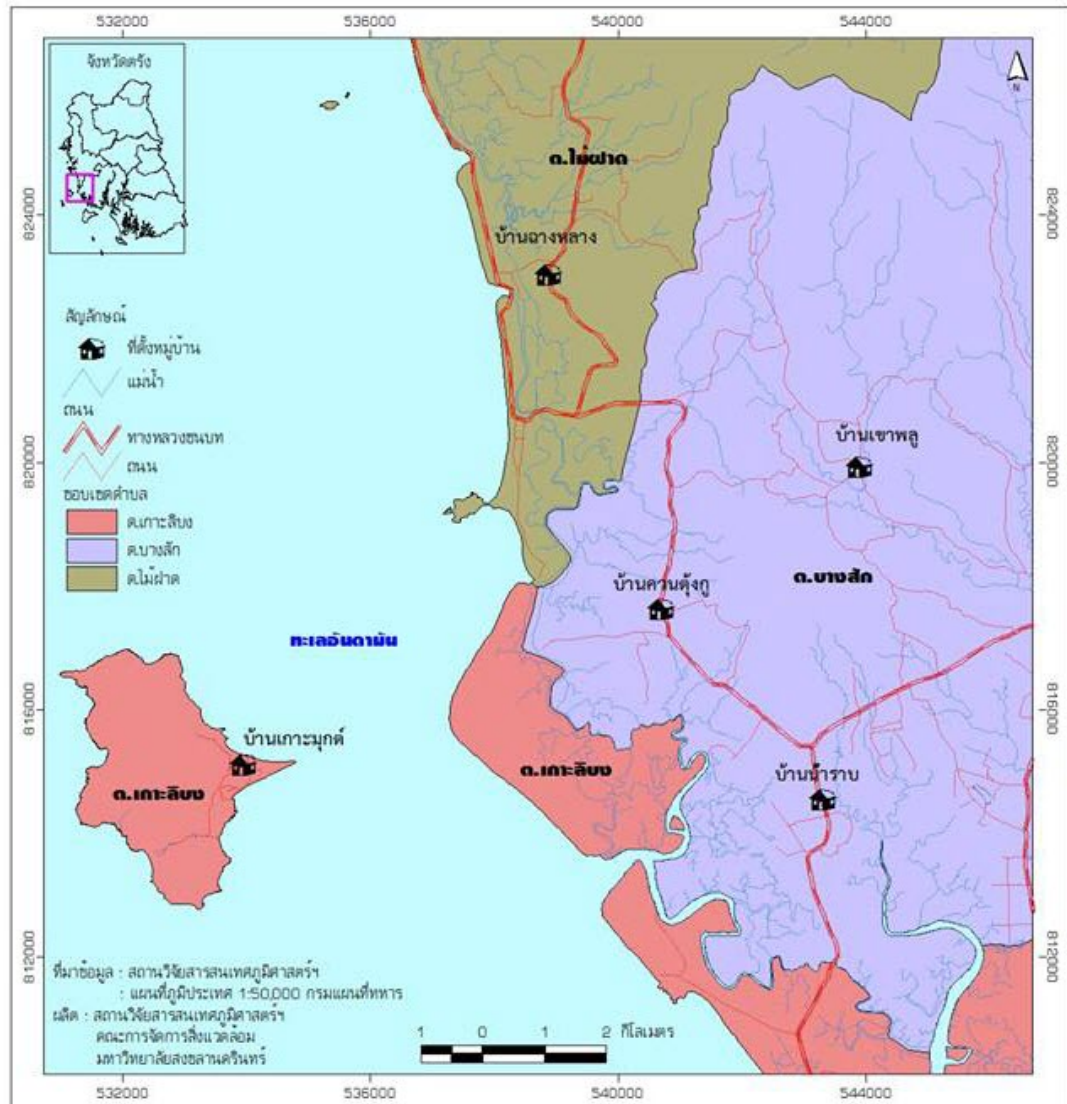 532000
536000
540000
544000
จังหวัดตรัง
N
ต.ไม้ฝาด
824000
824000
บ้านฉางหลาง
สัญลักษณ์
ที่ตั้งหมู่บ้าน
แม่น้ำ
ถนน
ทางหลวงชนบท
ถนน
ขอบเขตตำบล
ต.เกาะลิบง
ต.บางสัก
ต.ไม้ฝาด
บ้านเขาพลู
820000
820000
ต.บางสัก
บ้านควนตุ้งกู
ทะเลอันดามัน
816000
816000
บ้านเกาะมุกต์
ต.เกาะลิบง
ต.เกาะลิบง
บ้านน้ำราบ
812000
812000
ที่มาข้อมูล : สถานวิจัยสารสนเทศภูมิศาสตร์ฯ
: แผนที่ภูมิประเทศ 1:50,000 กรมแผนที่ทหาร
ผลิต : สถานวิจัยสารสนเทศภูมิศาสตร์ฯ
คณะการจัดการสิ่งแวดล้อม
มหาวิทยาลัยสงขลานครินทร์
1 0 1 2 กิโลเมตร
532000
536000
540000
544000